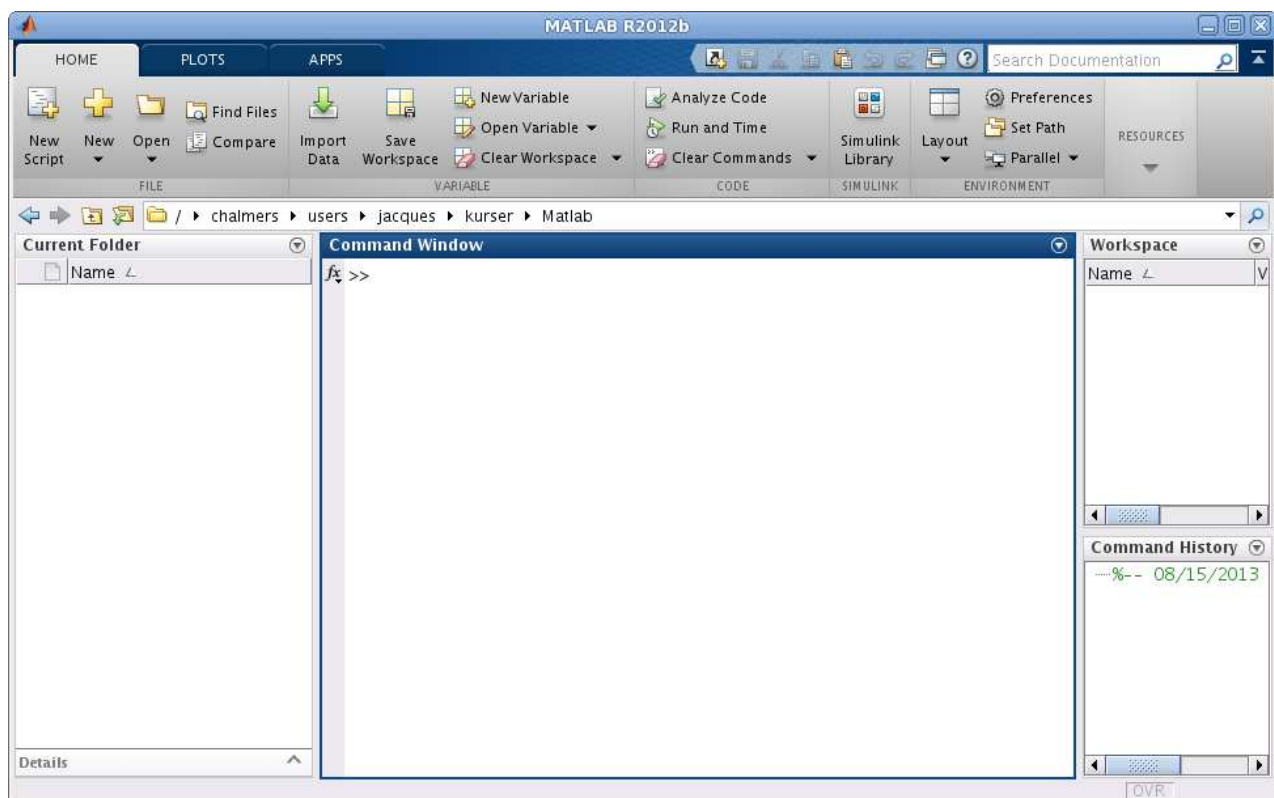 MATLAB R2012b
HOME PLOTS APPS Search Documentation
New Script
New
Open
Find Files
Compare
FILE
Import Data
Save Workspace
New Variable
Open Variable
Clear Workspace
VARIABLE
Analyze Code
Run and Time
Clear Commands
CODE
Simulink Library
SIMULINK
Layout
Preferences
Set Path
Parallel
ENVIRONMENT
RESOURCES
/ chalmers users jacques kurser Matlab
Current Folder
Name
Details
Command Window
fx >>
Workspace
Name V
Command History
%-- 08/15/2013
OVR